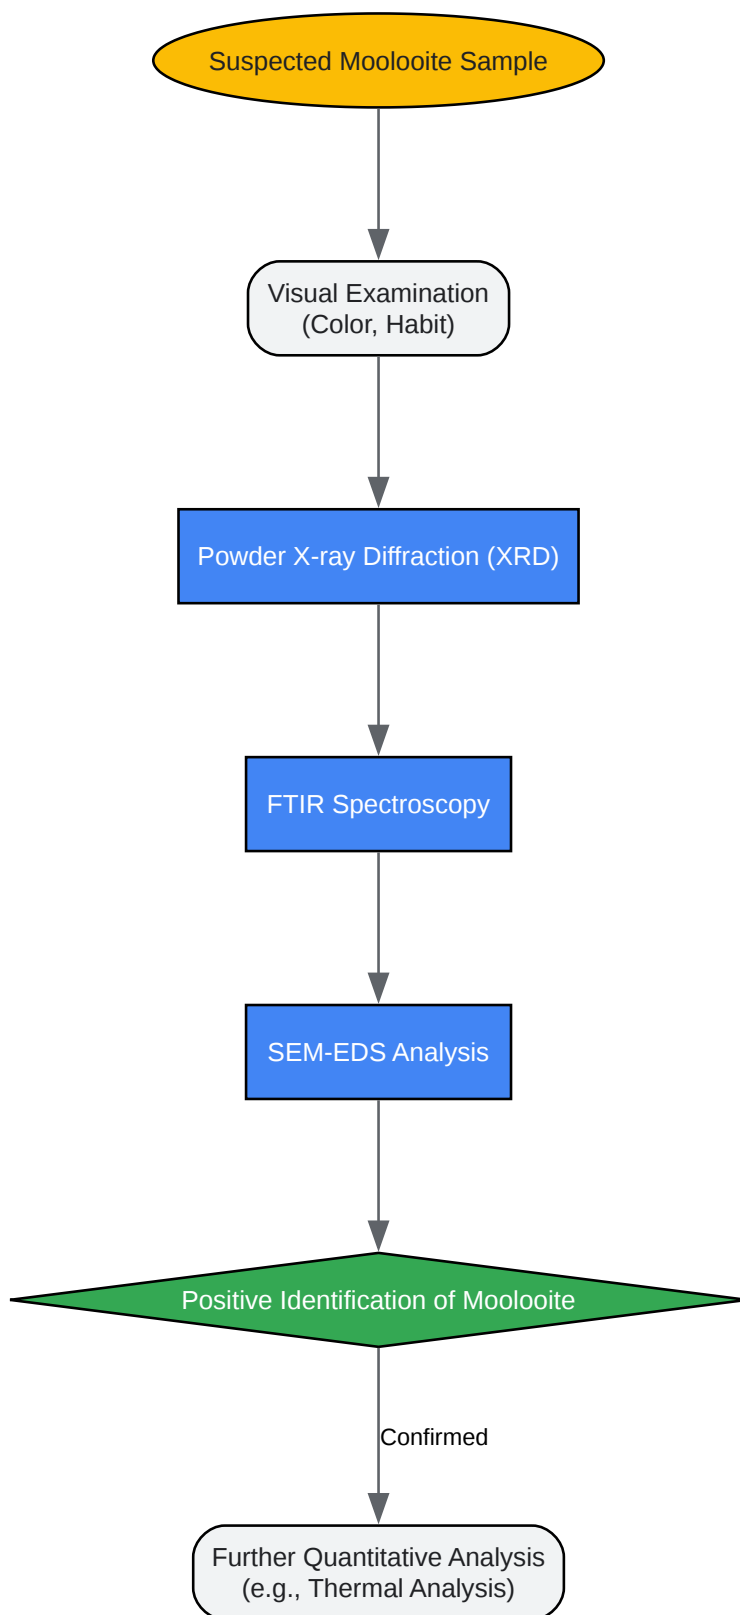 Suspected Moolooite Sample
Visual Examination
(Color, Habit)
Powder X-ray Diffraction (XRD)
FTIR Spectroscopy
SEM-EDS Analysis
Positive Identification of Moolooite
Confirmed
Further Quantitative Analysis
(e.g., Thermal Analysis)